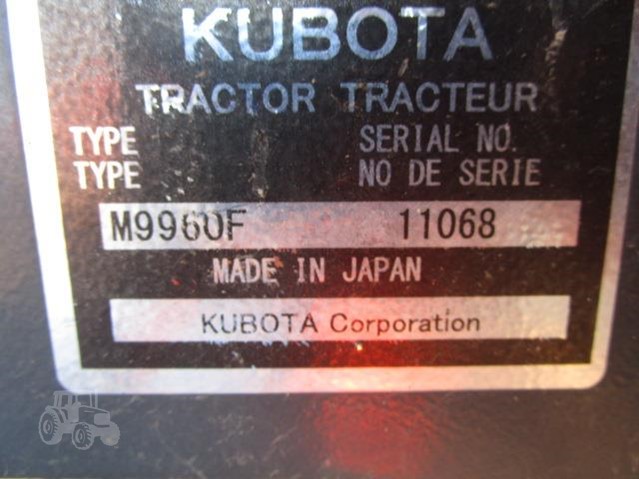 KUBOTA
TRACTOR TRACTEUR
TYPE SERIAL NO.
TYPE NO DE SERIE
M9960F 11068
MADE IN JAPAN
KUBOTA Corporation